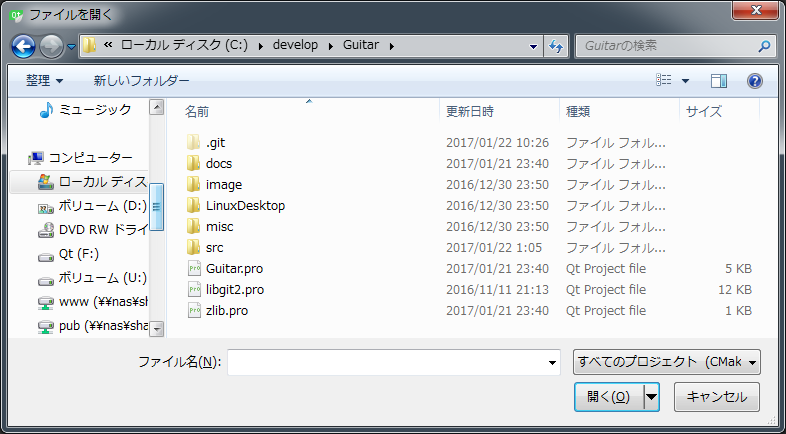 ファイルを開く
« ローカル ディスク (C:) develop Guitar
Guitarの検索
整理 新しいフォルダー
ミュージック
コンピューター
ローカル ディス
ボリューム (D:)
DVD RW ドライ
Qt (F:)
ボリューム (U:)
www (¥¥nas¥sha
pub (¥¥nas¥sha
名前 更新日時 種類 サイズ
.git 2017/01/22 10:26 ファイル フォル...
docs 2017/01/21 23:40 ファイル フォル...
image 2016/12/30 23:50 ファイル フォル...
LinuxDesktop 2016/12/30 23:50 ファイル フォル...
misc 2016/12/30 23:50 ファイル フォル...
src 2017/01/22 1:05 ファイル フォル...
Guitar.pro 2017/01/21 23:40 Qt Project file 5 KB
libgit2.pro 2016/11/11 21:13 Qt Project file 12 KB
zlib.pro 2017/01/21 23:40 Qt Project file 1 KB
ファイル名(N):
すべてのプロジェクト (CMak
開く(O)
キャンセル